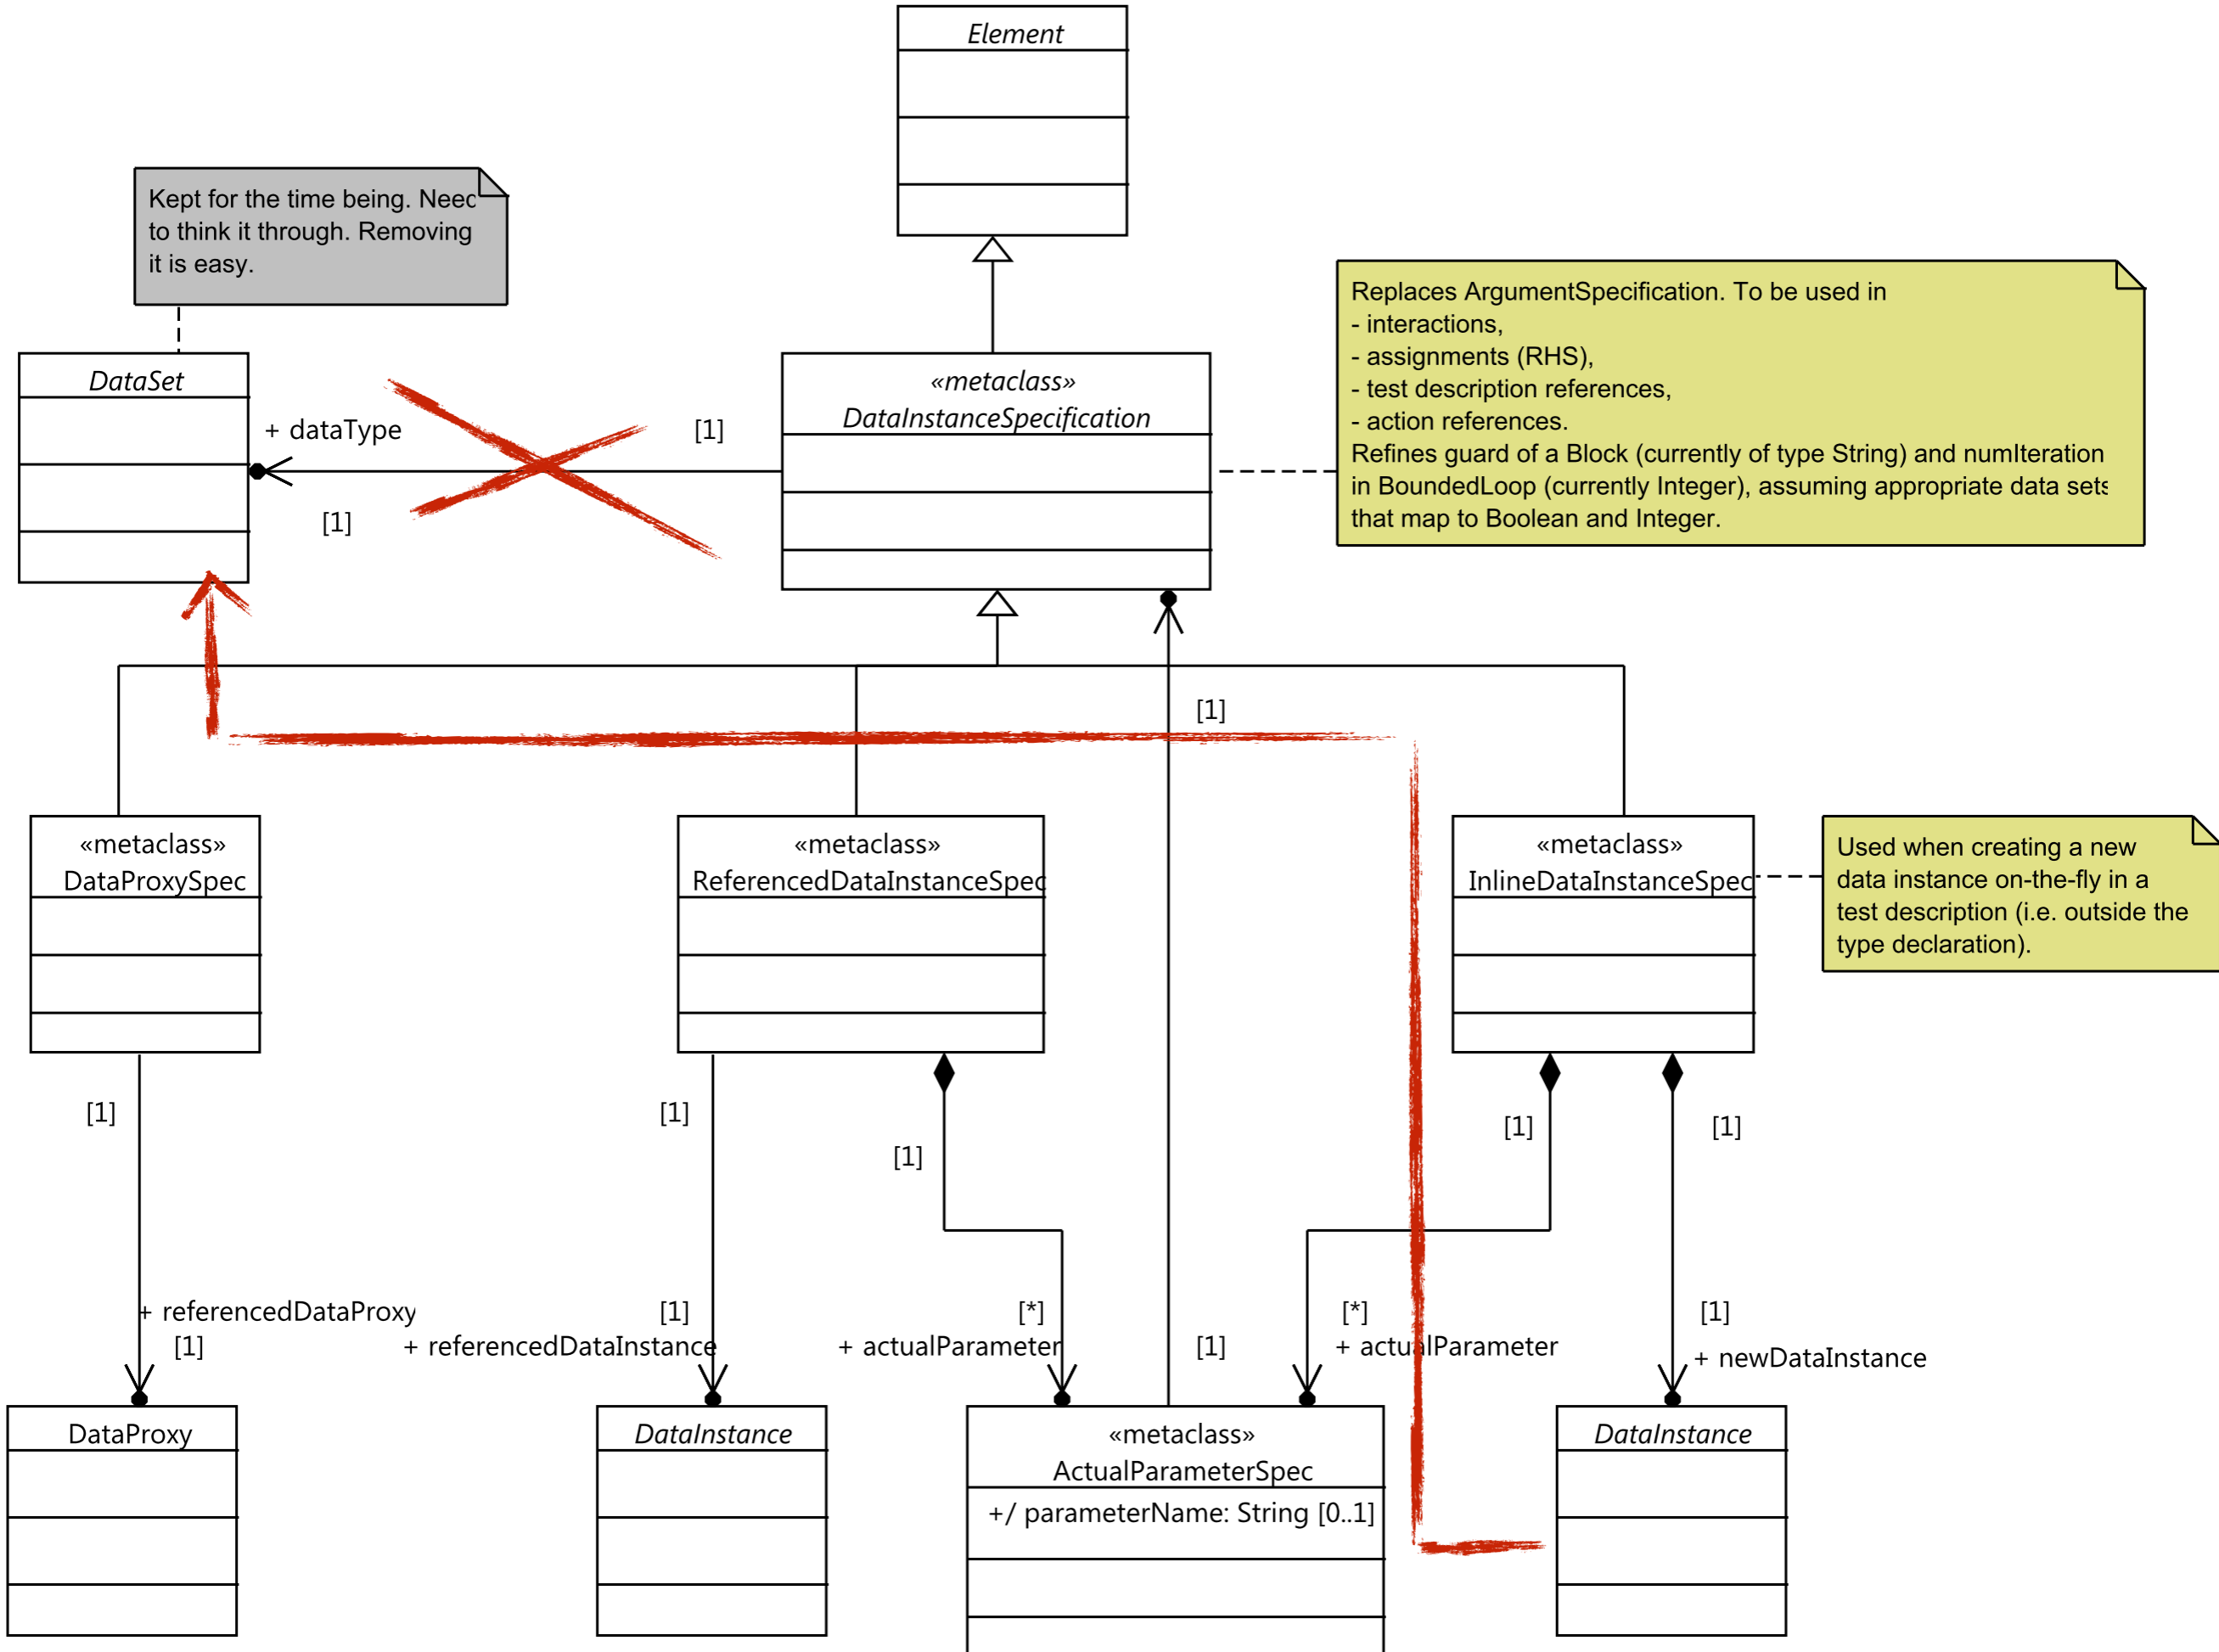 Element
Kept for the time being. Need
to think it through. Removing
it is easy.
Replaces ArgumentSpecification. To be used in
- interactions,
- assignments (RHS),
- test description references,
- action references.
Refines guard of a Block (currently of type String) and numIteration
in BoundedLoop (currently Integer), assuming appropriate data sets
that map to Boolean and Integer.
DataSet
«metaclass»
DataInstanceSpecification
+ dataType
[1]
[1]
[1]
«metaclass»
DataProxySpec
«metaclass»
ReferencedDataInstanceSpec
«metaclass»
InlineDataInstanceSpec
Used when creating a new
data instance on-the-fly in a
test description (i.e. outside the
type declaration).
[1]
[1]
[1]
[1]
[1]
+ referencedDataProxy
[1]
[1]
+ referencedDataInstance
[*]
+ actualParameter
[1]
[*]
+ actualParameter
[1]
+ newDataInstance
DataProxy
DataInstance
«metaclass»
ActualParameterSpec
+/ parameterName: String [0..1]
DataInstance